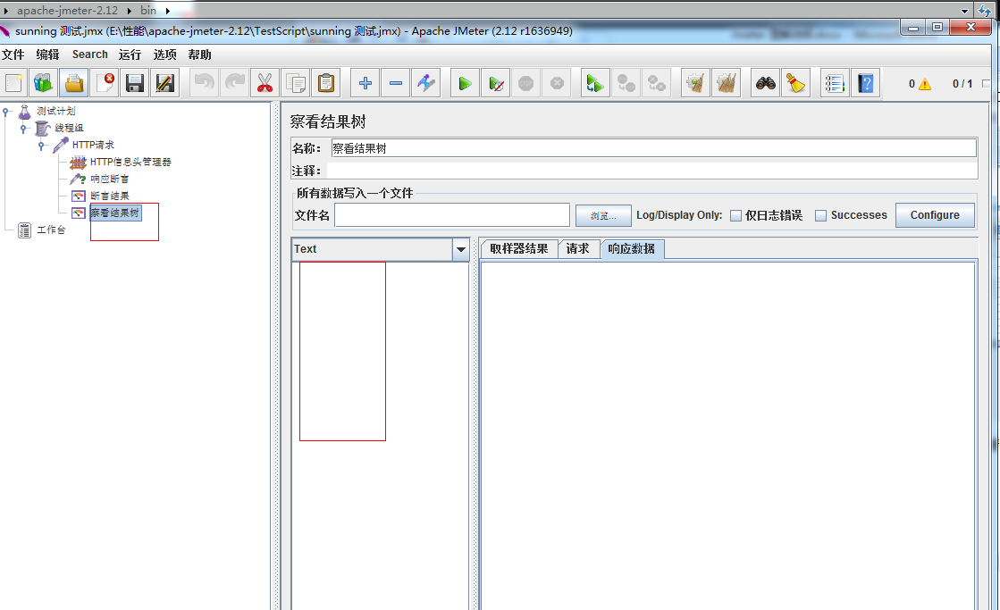 apache-jmeter-2.12 bin
sunning 测试.jmx (E:\性能\apache-jmeter-2.12\TestScript\sunning 测试.jmx) - Apache JMeter (2.12 r1636949)
文件 编辑 Search 运行 选项 帮助
0 0 / 1
测试计划
线程组
HTTP请求
HTTP信息头管理器
响应断言
断言结果
察看结果树
工作台
察看结果树
名称： 察看结果树
注释：
所有数据写入一个文件
文件名 浏览... Log/Display Only: 仅日志错误 Successes Configure
Text
取样器结果 请求 响应数据